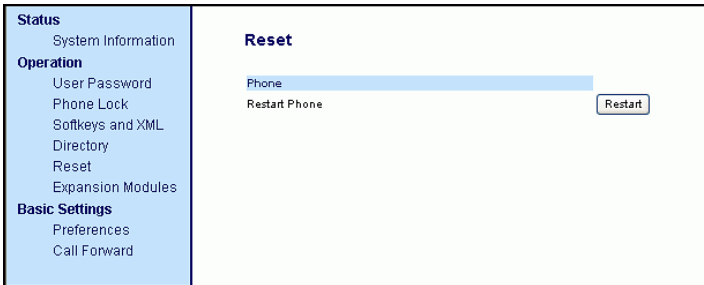 Status
System Information
Operation
User Password
Phone Lock
Softkeys and XML
Directory
Reset
Expansion Modules
Basic Settings
Preferences
Call Forward
Reset
Phone
Restart Phone
Restart